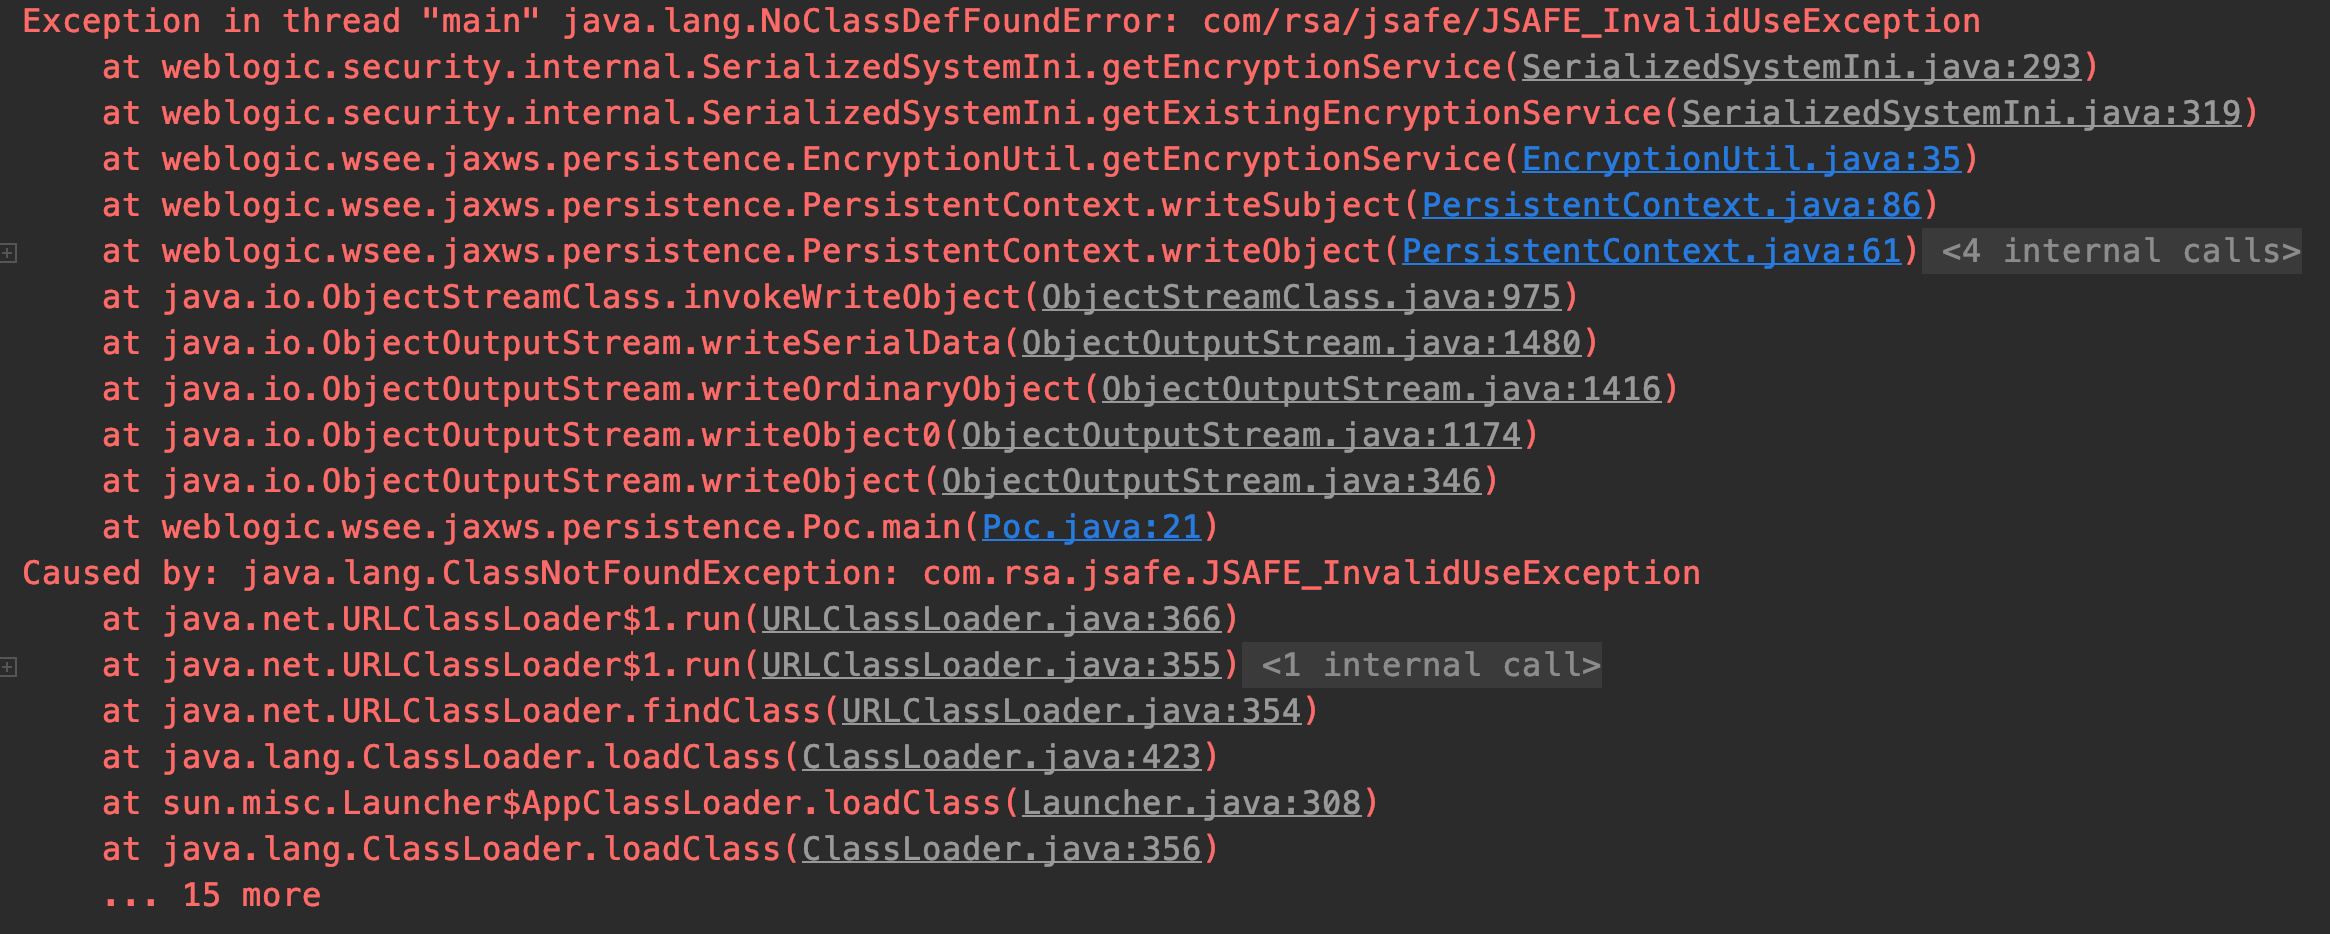 Exception in thread "main" java.lang.NoClassDefFoundError: com/rsa/jsafe/JSAFE_InvalidUseException
at weblogic.security.internal.SerializedSystemIni.getEncryptionService(SerializedSystemIni.java:293)
at weblogic.security.internal.SerializedSystemIni.getExistingEncryptionService(SerializedSystemIni.java:319)
at weblogic.wsee.jaxws.persistence.EncryptionUtil.getEncryptionService(EncryptionUtil.java:35)
at weblogic.wsee.jaxws.persistence.PersistentContext.writeSubject(PersistentContext.java:86)
at weblogic.wsee.jaxws.persistence.PersistentContext.writeObject(PersistentContext.java:61) <4 internal calls>
at java.io.ObjectStreamClass.invokeWriteObject(ObjectStreamClass.java:975)
at java.io.ObjectOutputStream.writeSerialData(ObjectOutputStream.java:1480)
at java.io.ObjectOutputStream.writeOrdinaryObject(ObjectOutputStream.java:1416)
at java.io.ObjectOutputStream.writeObject0(ObjectOutputStream.java:1174)
at java.io.ObjectOutputStream.writeObject(ObjectOutputStream.java:346)
at weblogic.wsee.jaxws.persistence.Poc.main(Poc.java:21)
Caused by: java.lang.ClassNotFoundException: com.rsa.jsafe.JSAFE_InvalidUseException
at java.net.URLClassLoader$1.run(URLClassLoader.java:366)
at java.net.URLClassLoader$1.run(URLClassLoader.java:355) <1 internal call>
at java.net.URLClassLoader.findClass(URLClassLoader.java:354)
at java.lang.ClassLoader.loadClass(ClassLoader.java:423)
at sun.misc.Launcher$AppClassLoader.loadClass(Launcher.java:308)
at java.lang.ClassLoader.loadClass(ClassLoader.java:356)
... 15 more